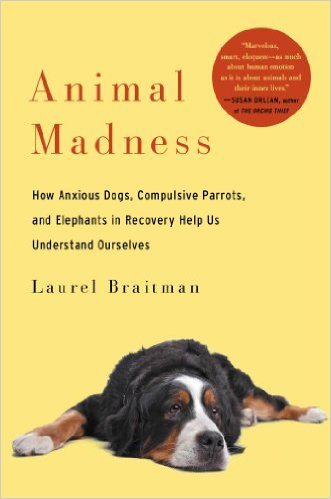 "Marvelous,
smart, eloquent—as much
about human emotion
as it is about animals and
their inner lives."
—SUSAN ORLEAN, author
of THE ORCHID THIEF
Animal
Madness
How Anxious Dogs, Compulsive Parrots,
and Elephants in Recovery Help Us
Understand Ourselves
Laurel Braitman